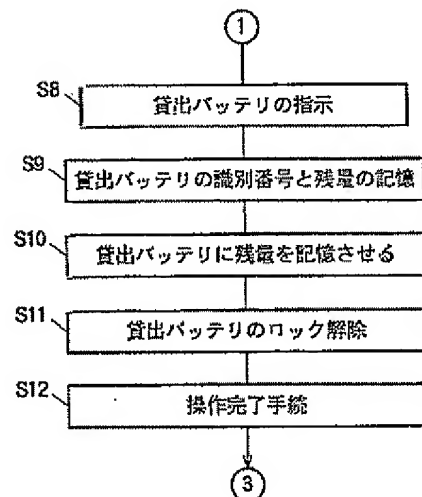 ①
S8
貸出バッテリの指示
S9
貸出バッテリの識別番号と残量の記憶
S10
貸出バッテリに残量を記憶させる
S11
貸出バッテリのロック解除
S12
操作完了手続
③